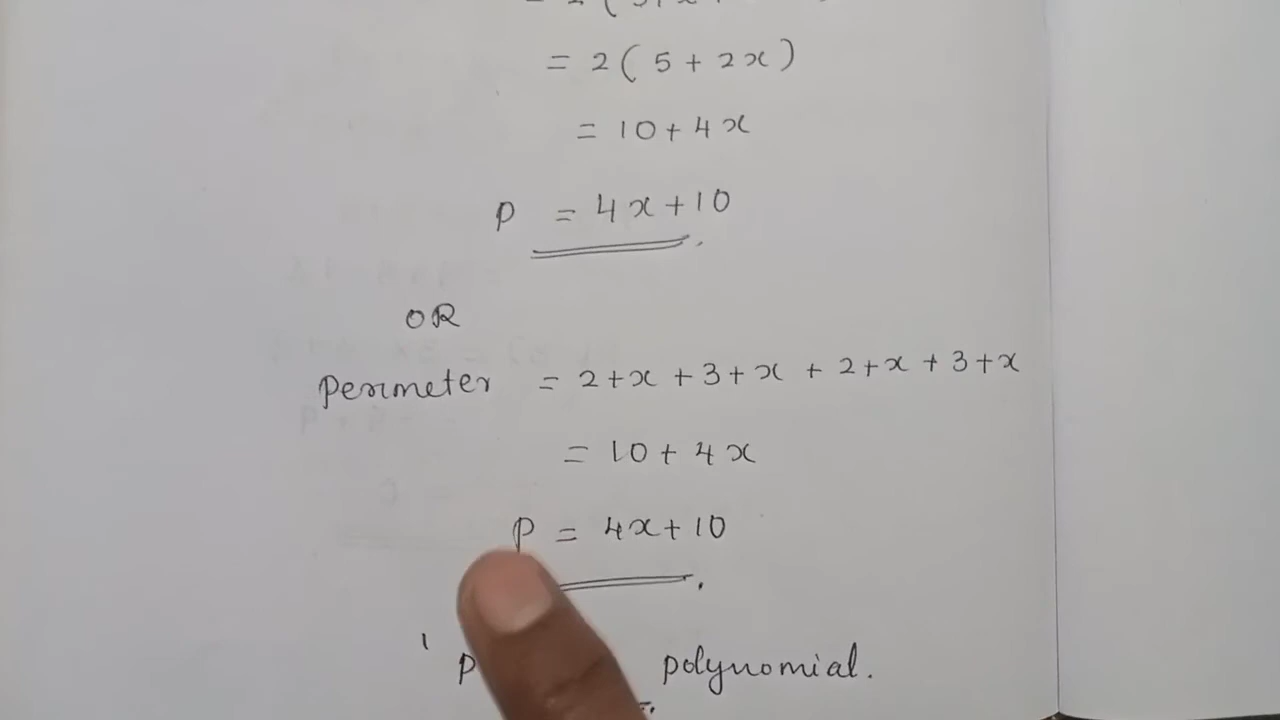 = 2(5+2x)
= 10+4x
P = 4x+10
OR
Perimeter = 2+x+3+x+2+x+3+x
= 10+4x
P = 4x+10
polynomial.